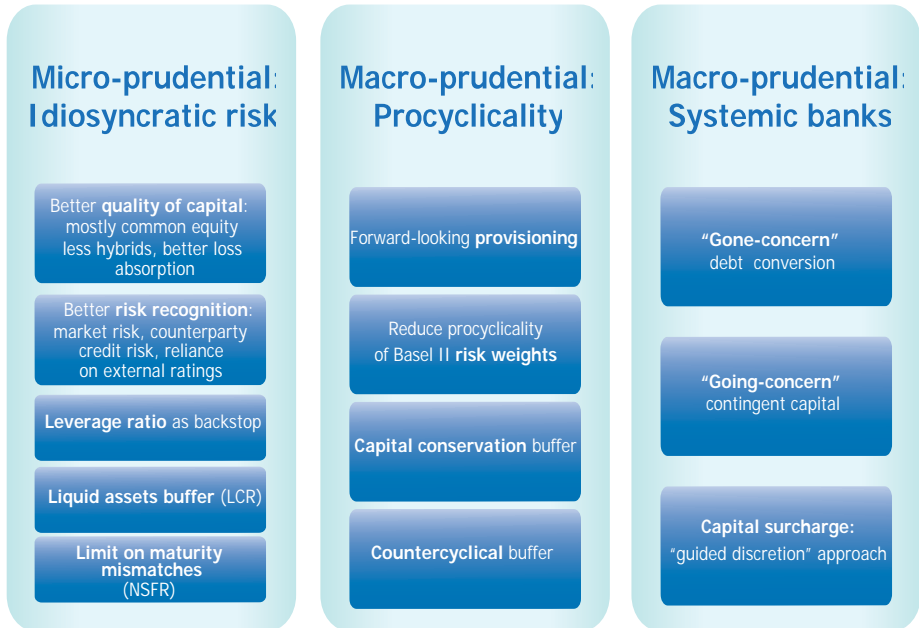 Micro-prudential:
Idiosyncratic risk
Better quality of capital:
mostly common equity
less hybrids, better loss
absorption
Better risk recognition:
market risk, counterparty
credit risk, reliance
on external ratings
Leverage ratio as backstop
Liquid assets buffer (LCR)
Limit on maturity
mismatches
(NSFR)
Macro-prudential:
Procyclicality
Forward-looking provisioning
Reduce procyclicality
of Basel II risk weights
Capital conservation buffer
Countercyclical buffer
Macro-prudential:
Systemic banks
“Gone-concern”
debt conversion
“Going-concern”
contingent capital
Capital surcharge:
“guided discretion” approach